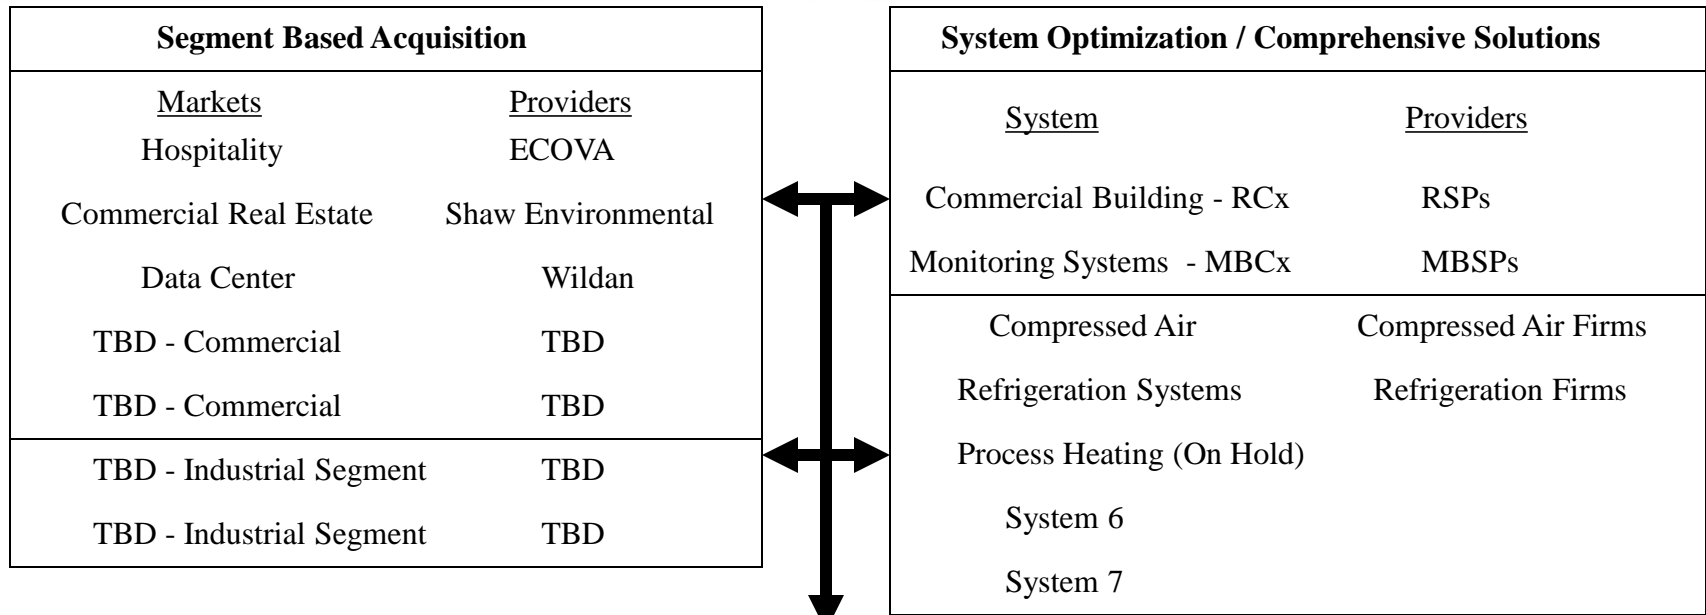 Segment Based Acquisition
Markets Providers
Hospitality ECOVA
Commercial Real Estate Shaw Environmental
Data Center Wildan
TBD - Commercial TBD
TBD - Commercial TBD
TBD - Industrial Segment TBD
TBD - Industrial Segment TBD
System Optimization / Comprehensive Solutions
System Providers
Commercial Building - RCx RSPs
Monitoring Systems - MBCx MBSPs
Compressed Air Compressed Air Firms
Refrigeration Systems Refrigeration Firms
Process Heating (On Hold)
System 6
System 7